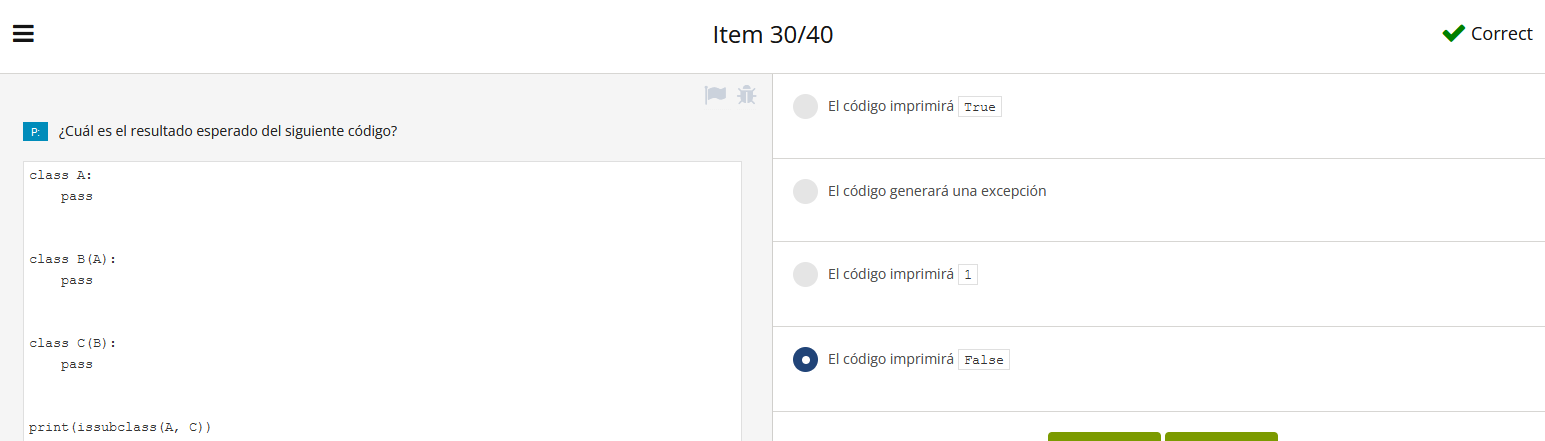 Item 30/40
Correct
P:
¿Cuál es el resultado esperado del siguiente código?
class A:
    pass
class B(A):
    pass
class C(B):
    pass
print(issubclass(A, C))
El código imprimirá True
El código generará una excepción
El código imprimirá 1
El código imprimirá False